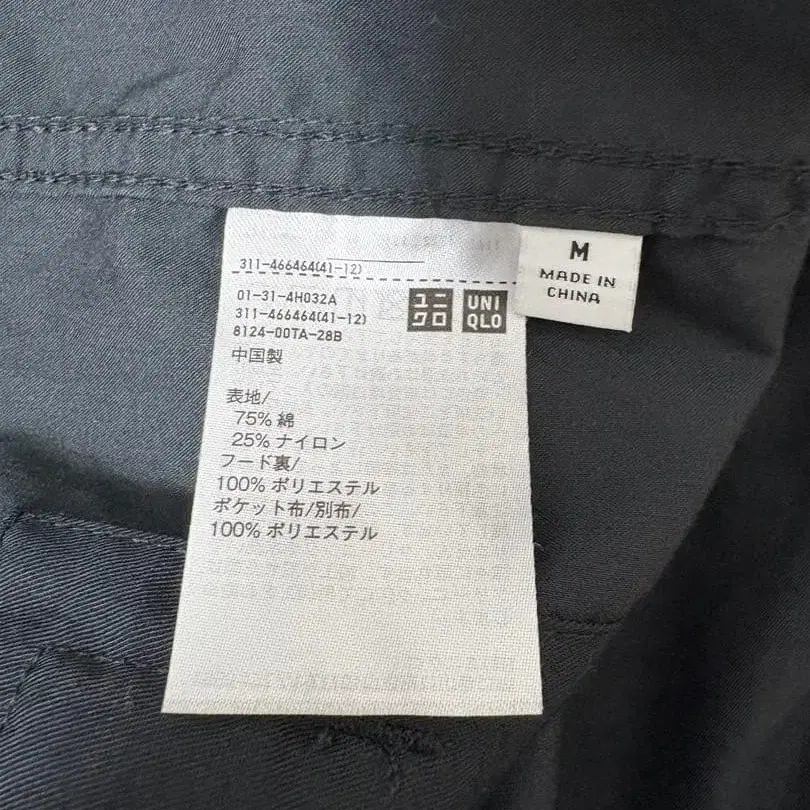 311-466464(41-12)
01-31-4H032A
311-466464(41-12)
8124-00TA-28B
中国製
ユニ
クロ
UNI
QLO
表地/
75% 綿
25% ナイロン
フード裏/
100% ポリエステル
ポケット布/別布/
100% ポリエステル
M
MADE IN
CHINA